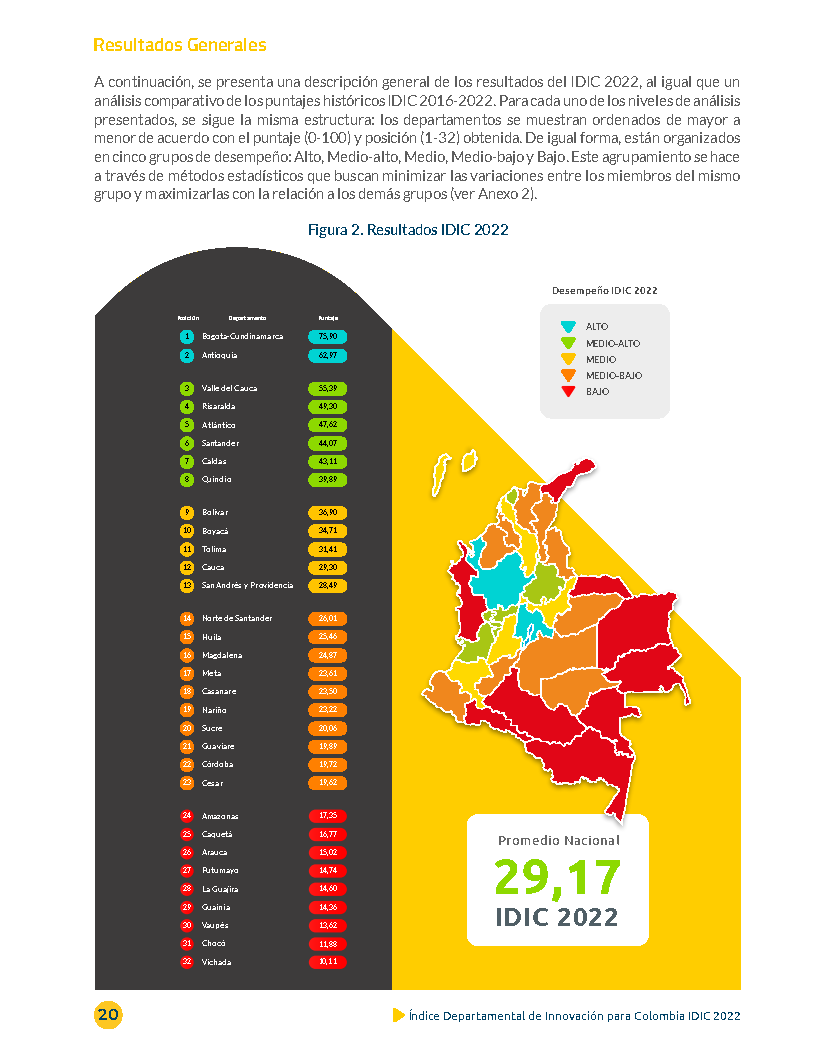 Resultados Generales
A continuación, se presenta una descripción general de los resultados del IDIC 2022, al igual que un
análisis comparativo de los puntajes históricos IDIC 2016-2022. Para cada uno de los niveles de análisis
presentados, se sigue la misma estructura: los departamentos se muestran ordenados de mayor a
menor de acuerdo con el puntaje (0-100) y posición (1-32) obtenida. De igual forma, están organizados
en cinco grupos de desempeño: Alto, Medio-alto, Medio, Medio-bajo y Bajo. Este agrupamiento se hace
a través de métodos estadísticos que buscan minimizar las variaciones entre los miembros del mismo
grupo y maximizarlas con la relación a los demás grupos (ver Anexo 2).
Figura 2. Resultados IDIC 2022
Posición Departamento Puntaje
1 Bogotá-Cundinamarca 75,90
2 Antioquia 62,97
3 Valle del Cauca 55,39
4 Risaralda 49,30
5 Atlántico 47,62
6 Santander 44,07
7 Caldas 43,11
8 Quindío 39,89
9 Bolívar 36,90
10 Boyacá 34,71
11 Tolima 31,41
12 Cauca 29,30
13 San Andrés y Providencia 28,49
14 Norte de Santander 26,01
15 Huila 25,46
16 Magdalena 24,87
17 Meta 23,61
18 Casanare 23,50
19 Nariño 23,22
20 Sucre 20,06
21 Guaviare 19,89
22 Córdoba 19,72
23 Cesar 19,62
24 Amazonas 17,35
25 Caquetá 16,77
26 Arauca 15,02
27 Putumayo 14,74
28 La Guajira 14,60
29 Guainía 14,36
30 Vaupés 13,62
31 Chocó 11,88
32 Vichada 10,11
Desempeño IDIC 2022
ALTO
MEDIO-ALTO
MEDIO
MEDIO-BAJO
BAJO
Promedio Nacional
29,17
IDIC 2022
20
Índice Departamental de Innovación para Colombia IDIC 2022